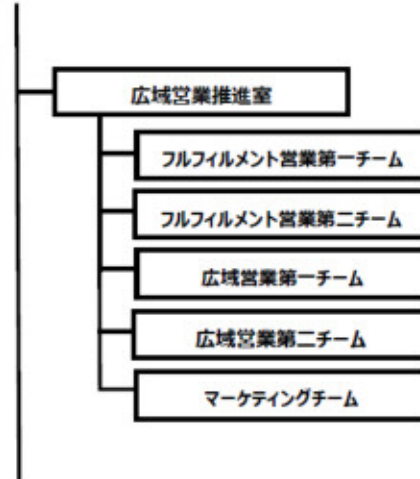 広域営業推進室
フルフィルメント営業第一チーム
フルフィルメント営業第二チーム
広域営業第一チーム
広域営業第二チーム
マーケティングチーム